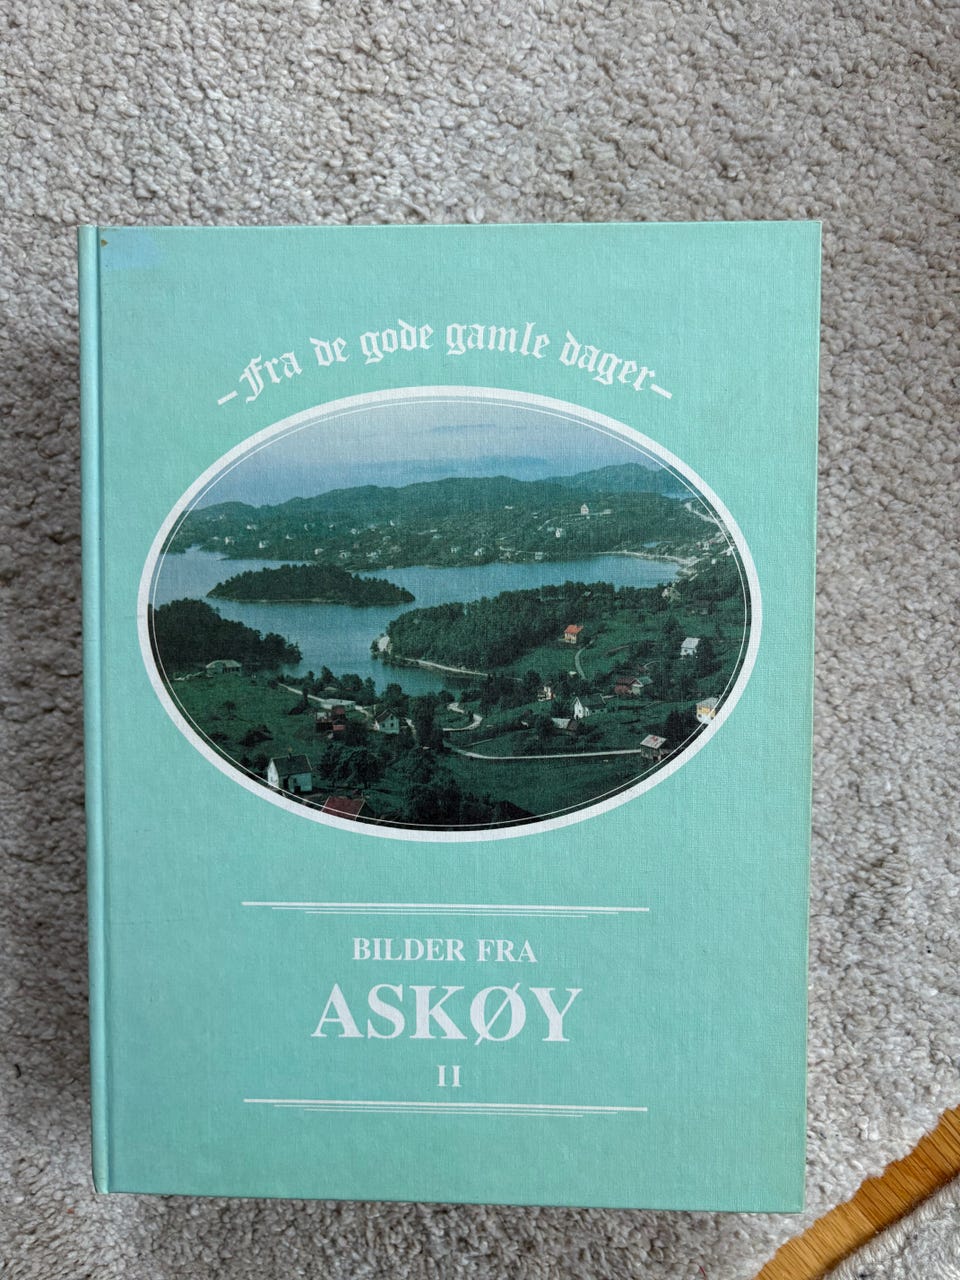 -Fra de gode gamle dager-
BILDER FRA
ASKØY
II